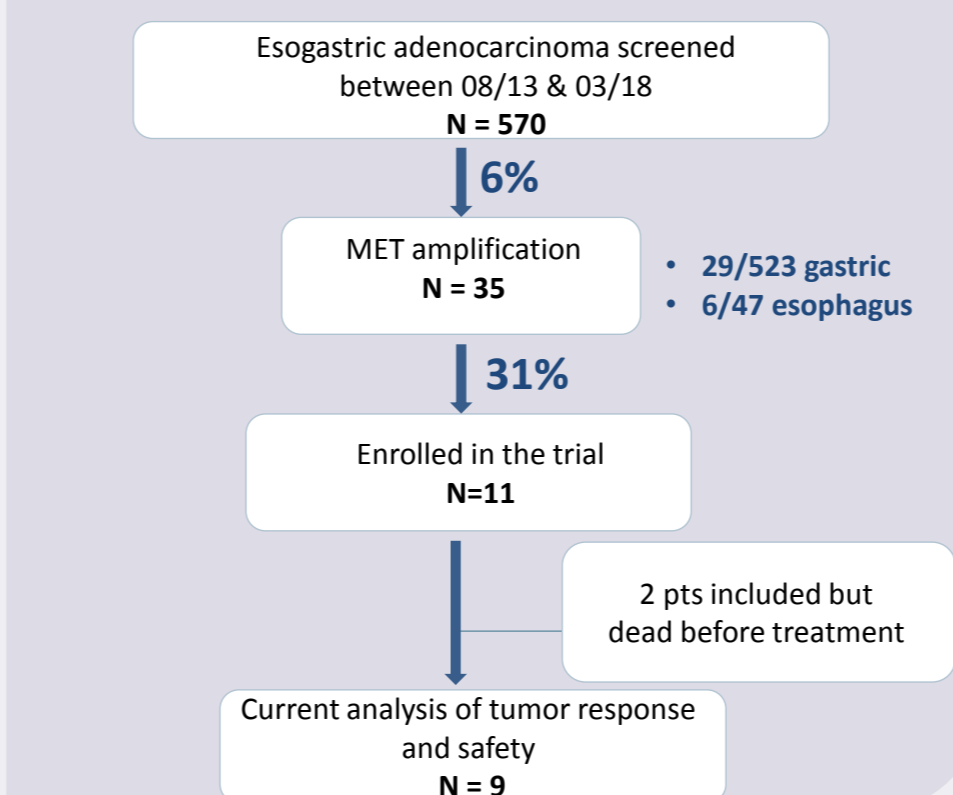 Esogastric adenocarcinoma screened
between 08/13 & 03/18
N = 570
6%
MET amplification
N = 35
• 29/523 gastric
• 6/47 esophagus
31%
Enrolled in the trial
N=11
2 pts included but
dead before treatment
Current analysis of tumor response
and safety
N = 9